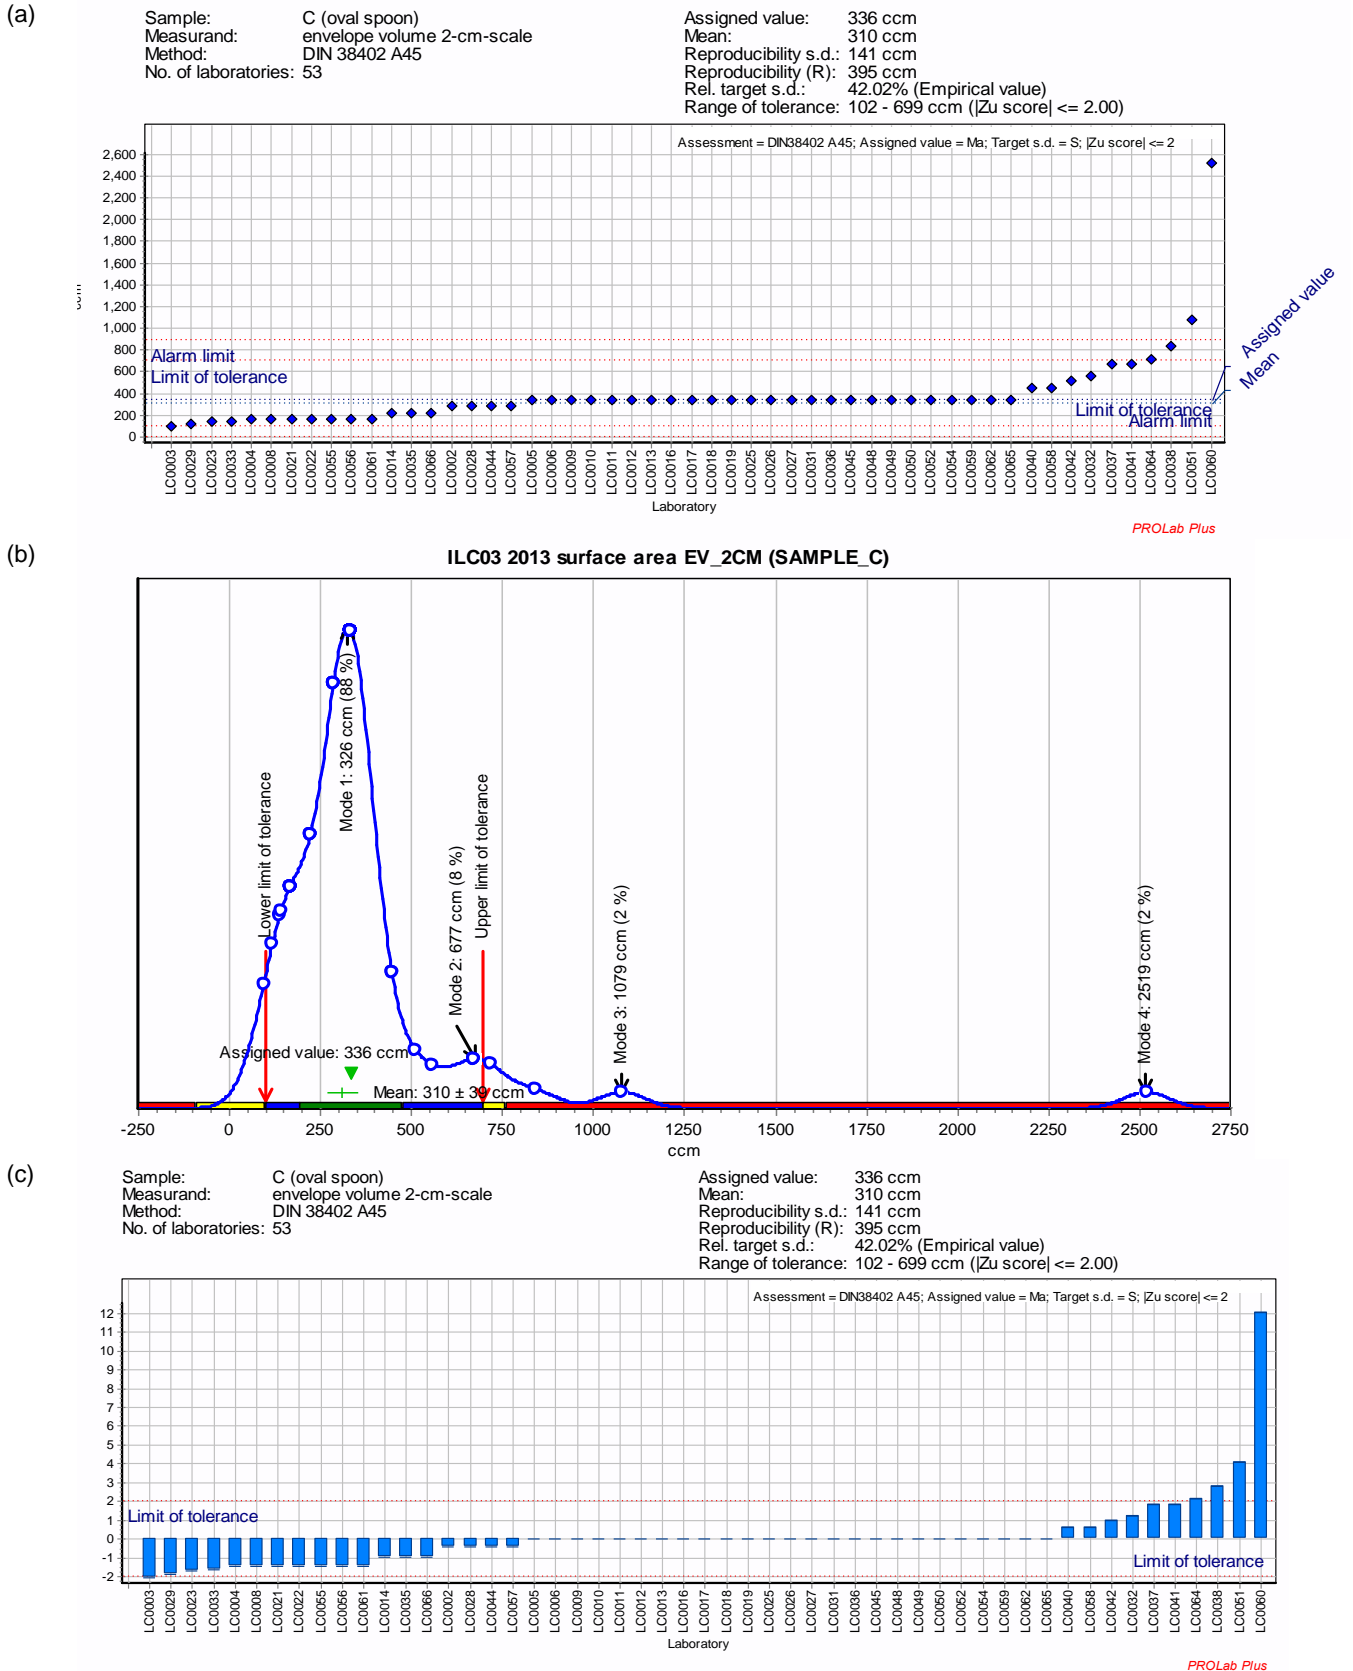 (a)
Sample: C (oval spoon)
Measurand: envelope volume 2-cm-scale
Method: DIN 38402 A45
No. of laboratories: 53
Assigned value: 336 ccm
Mean: 310 ccm
Reproducibility s.d.: 141 ccm
Reproducibility (R): 395 ccm
Rel. target s.d.: 42.02% (Empirical value)
Range of tolerance: 102 - 699 ccm (|Zu score| <= 2.00)
Assessment = DIN38402 A45; Assigned value = Ma; Target s.d. = S; |Zu score| <= 2
2,600
2,400
2,200
2,000
1,800
1,600
1,400
1,200
1,000
800
600
400
200
0
Alarm limit
Limit of tolerance
Assigned value
Mean
Limit of tolerance
Alarm limit
LC0003 LC0029 LC0023 LC0033 LC0004 LC0008 LC0021 LC0022 LC0055 LC0056 LC0061 LC0014 LC0035 LC0066 LC0002 LC0028 LC0044 LC0057 LC0005 LC0006 LC0009 LC0010 LC0011 LC0012 LC0013 LC0016 LC0017 LC0018 LC0019 LC0025 LC0026 LC0027 LC0031 LC0036 LC0045 LC0048 LC0049 LC0050 LC0052 LC0054 LC0059 LC0062 LC0065 LC0040 LC0058 LC0042 LC0032 LC0037 LC0041 LC0064 LC0038 LC0051 LC0060
Laboratory
PROLab Plus
(b)
ILC03 2013 surface area EV_2CM (SAMPLE_C)
Lower limit of tolerance
Mode 1: 326 ccm (88 %)
Mode 2: 677 ccm (8 %)
Upper limit of tolerance
Mode 3: 1079 ccm (2 %)
Mode 4: 2519 ccm (2 %)
Assigned value: 336 ccm
Mean: 310 ± 39 ccm
-250 0 250 500 750 1000 1250 1500 1750 2000 2250 2500 2750
ccm
(c)
Sample: C (oval spoon)
Measurand: envelope volume 2-cm-scale
Method: DIN 38402 A45
No. of laboratories: 53
Assigned value: 336 ccm
Mean: 310 ccm
Reproducibility s.d.: 141 ccm
Reproducibility (R): 395 ccm
Rel. target s.d.: 42.02% (Empirical value)
Range of tolerance: 102 - 699 ccm (|Zu score| <= 2.00)
Assessment = DIN38402 A45; Assigned value = Ma; Target s.d. = S; |Zu score| <= 2
12
11
10
9
8
7
6
5
4
3
2
1
0
-1
-2
Limit of tolerance
Limit of tolerance
LC0003 LC0029 LC0023 LC0033 LC0004 LC0008 LC0021 LC0022 LC0055 LC0056 LC0061 LC0014 LC0035 LC0066 LC0002 LC0028 LC0044 LC0057 LC0005 LC0006 LC0009 LC0010 LC0011 LC0012 LC0013 LC0016 LC0017 LC0018 LC0019 LC0025 LC0026 LC0027 LC0031 LC0036 LC0045 LC0048 LC0049 LC0050 LC0052 LC0054 LC0059 LC0062 LC0065 LC0040 LC0058 LC0042 LC0032 LC0037 LC0041 LC0064 LC0038 LC0051 LC0060
Laboratory
PROLab Plus